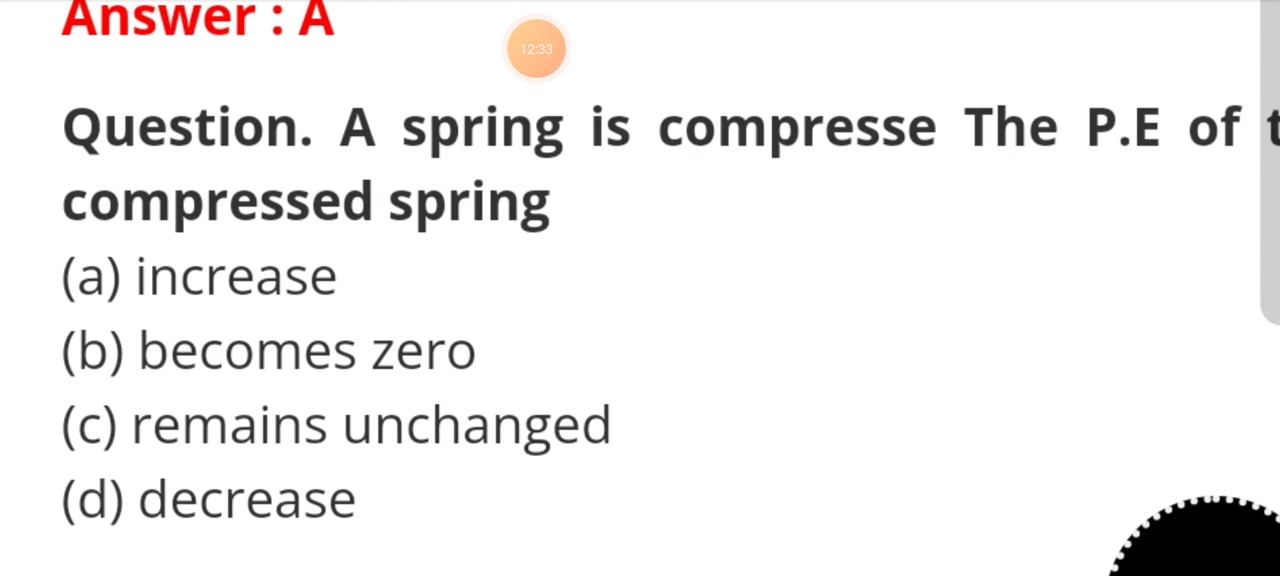 Answer : A
12:33
Question. A spring is compresse The P.E of
compressed spring
(a) increase
(b) becomes zero
(c) remains unchanged
(d) decrease